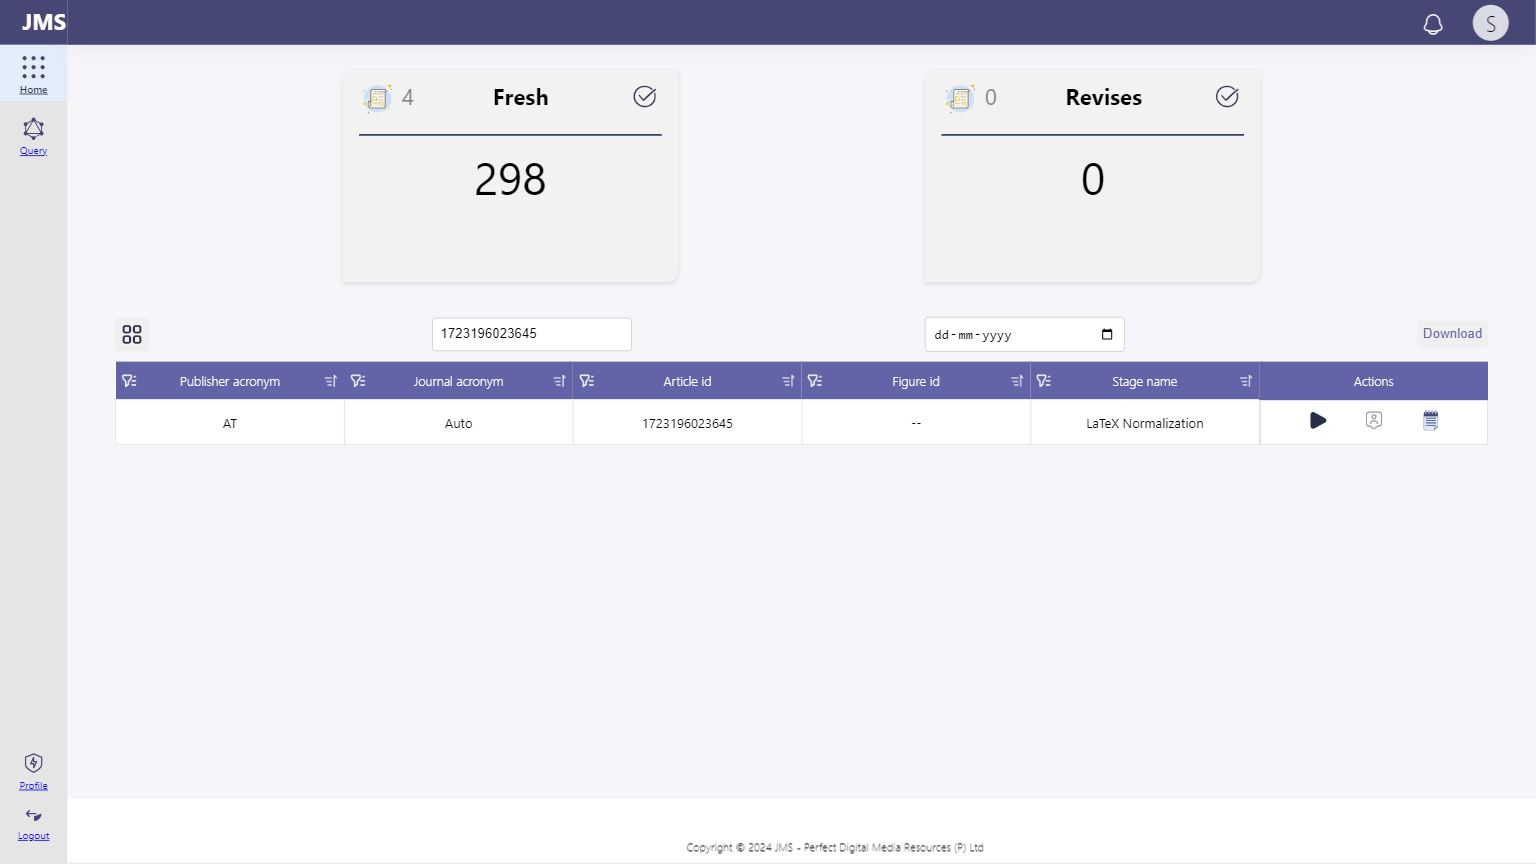 JMS
S
Home
Query
4 Fresh
298
0 Revises
0
1723196023645
dd-mm-yyyy
Download
Publisher acronym Journal acronym Article id Figure id Stage name Actions
AT Auto 1723196023645 -- LaTeX Normalization
Profile
Logout
Copyright © 2024 JMS - Perfect Digital Media Resources (P) Ltd